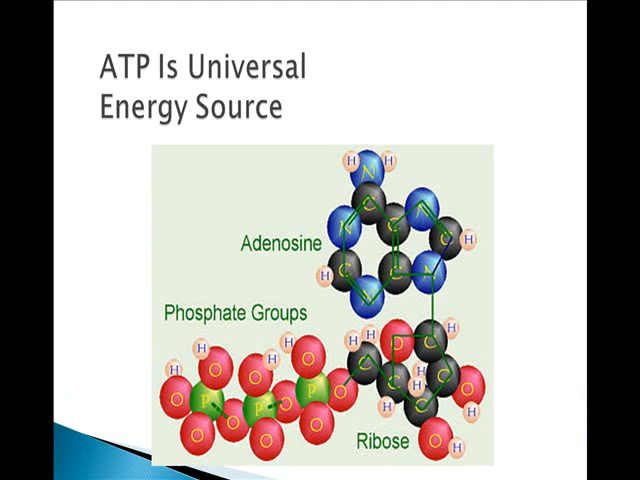 ATP Is Universal
Energy Source
H H
N
C
N N
C
Adenosine C H
C C N
H
N
Phosphate Groups
H H H
H H H O C
O O O C
H
O P O P O P O C H C O
H
O O O H C H
Ribose O H